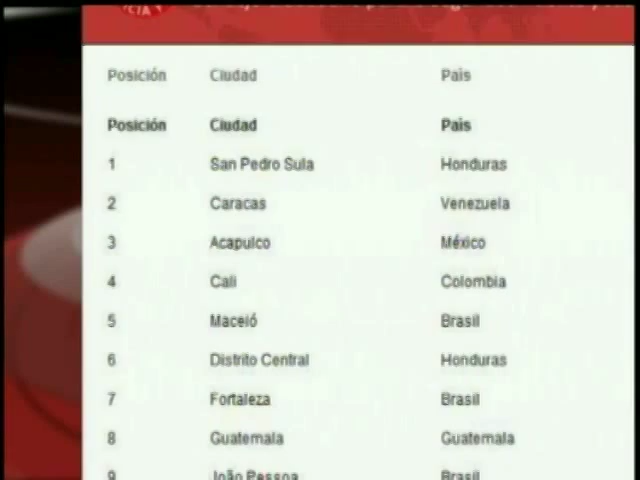 CIA Y
Posición Ciudad País
Posición Ciudad País
1 San Pedro Sula Honduras
2 Caracas Venezuela
3 Acapulco México
4 Cali Colombia
5 Maceió Brasil
6 Distrito Central Honduras
7 Fortaleza Brasil
8 Guatemala Guatemala
9 João Pessoa Brasil